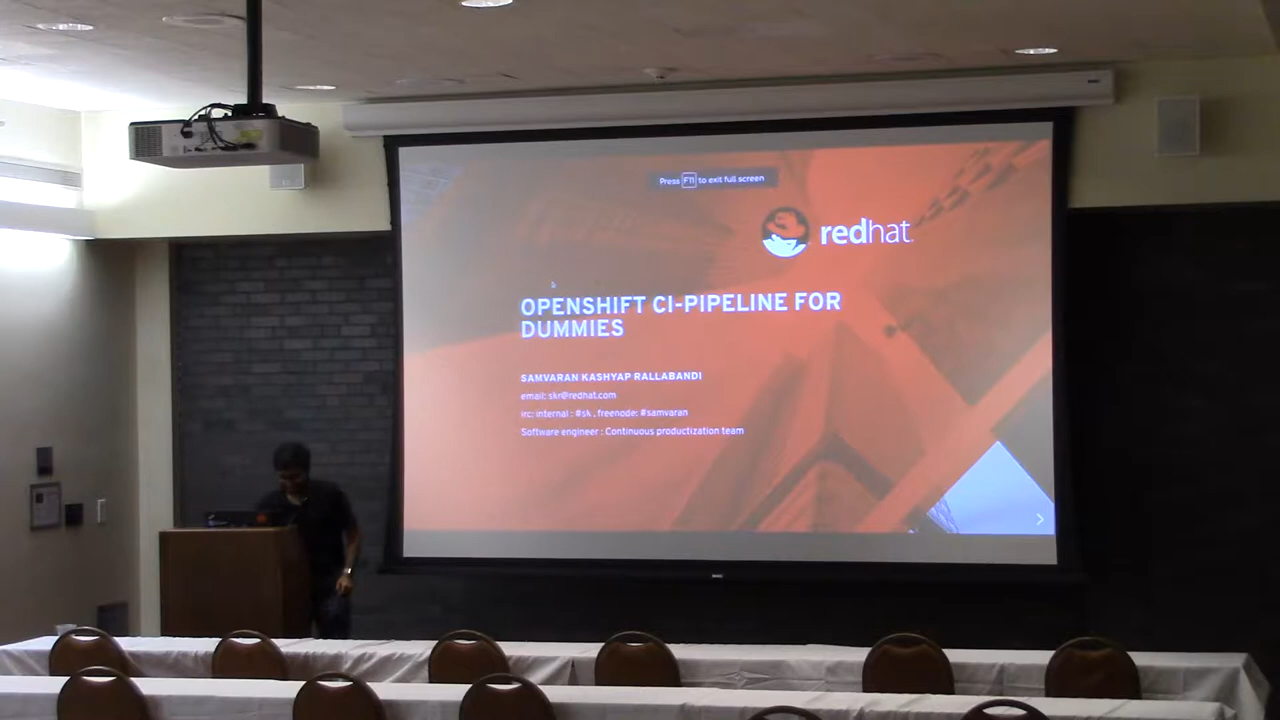 Press F11 to exit full screen
redhat.
OPENSHIFT CI-PIPELINE FOR
DUMMIES
SAMVARAN KASHYAP RALLABANDI
email: skr@redhat.com
irc: internal : #sk , freenode: #samvaran
Software engineer : Continuous productization team